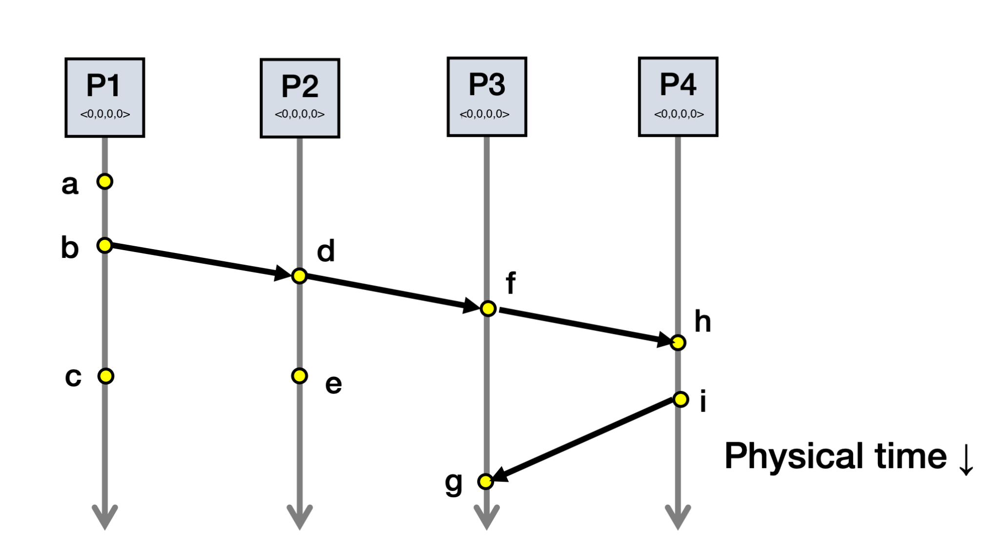 P1 P2 P3 P4
<0,0,0,0> <0,0,0,0> <0,0,0,0> <0,0,0,0>
a
b d
f
h
c e
i
Physical time ↓
g